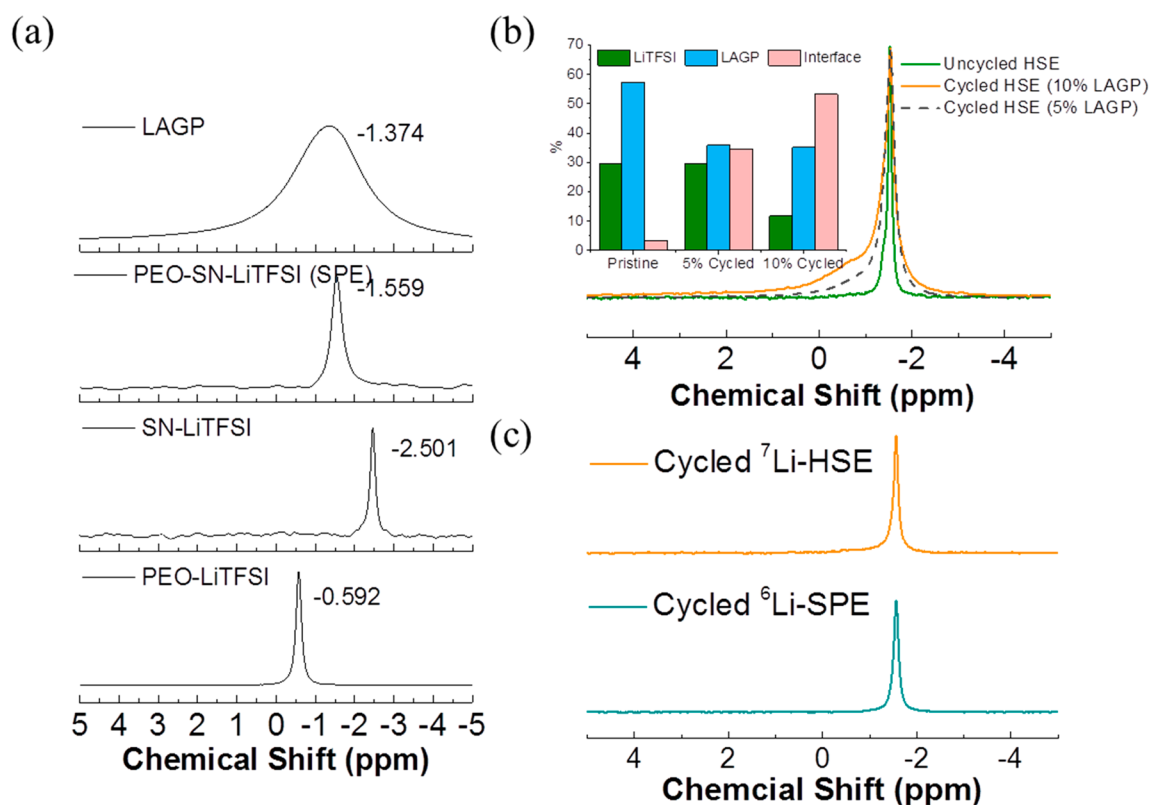 (a)
LAGP
-1.374
PEO-SN-LiTFSI (SPE)
-1.559
SN-LiTFSI
-2.501
PEO-LiTFSI
-0.592
5 4 3 2 1 0 -1 -2 -3 -4 -5
Chemical Shift (ppm)
(b)
70
60
50
40
30
20
10
0
%
LiTFSI LAGP Interface
Pristine 5% Cycled 10% Cycled
Uncycled HSE
Cycled HSE (10% LAGP)
Cycled HSE (5% LAGP)
4 2 0 -2 -4
Chemical Shift (ppm)
(c)
Cycled ⁷Li-HSE
Cycled ⁶Li-SPE
4 2 0 -2 -4
Chemcial Shift (ppm)